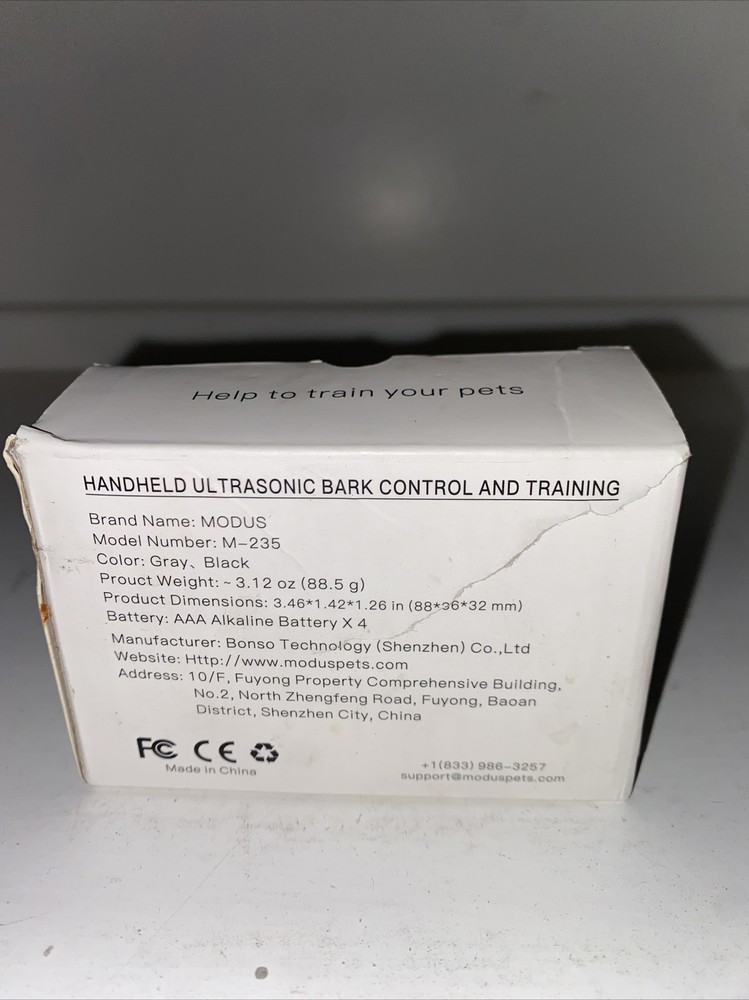 Help to train your pets
HANDHELD ULTRASONIC BARK CONTROL AND TRAINING
Brand Name: MODUS
Model Number: M-235
Color: Gray、Black
Prouct Weight: ~ 3.12 oz (88.5 g)
Product Dimensions: 3.46*1.42*1.26 in (88*36*32 mm)
Battery: AAA Alkaline Battery X 4
Manufacturer: Bonso Technology (Shenzhen) Co.,Ltd
Website: Http://www.moduspets.com
Address: 10/F, Fuyong Property Comprehensive Building,
No.2, North Zhengfeng Road, Fuyong, Baoan
District, Shenzhen City, China
FC CE
Made in China
+1(833) 986-3257
support@moduspets.com